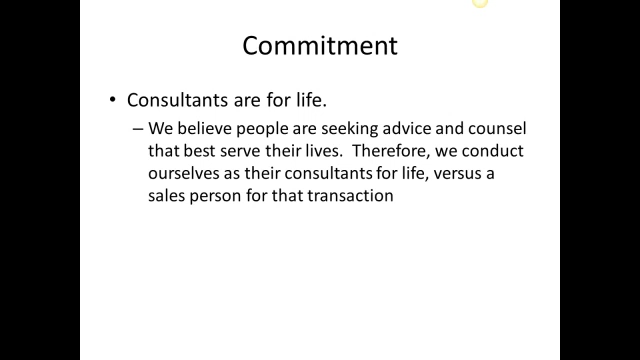 Commitment
• Consultants are for life.
– We believe people are seeking advice and counsel
that best serve their lives.  Therefore, we conduct
ourselves as their consultants for life, versus a
sales person for that transaction